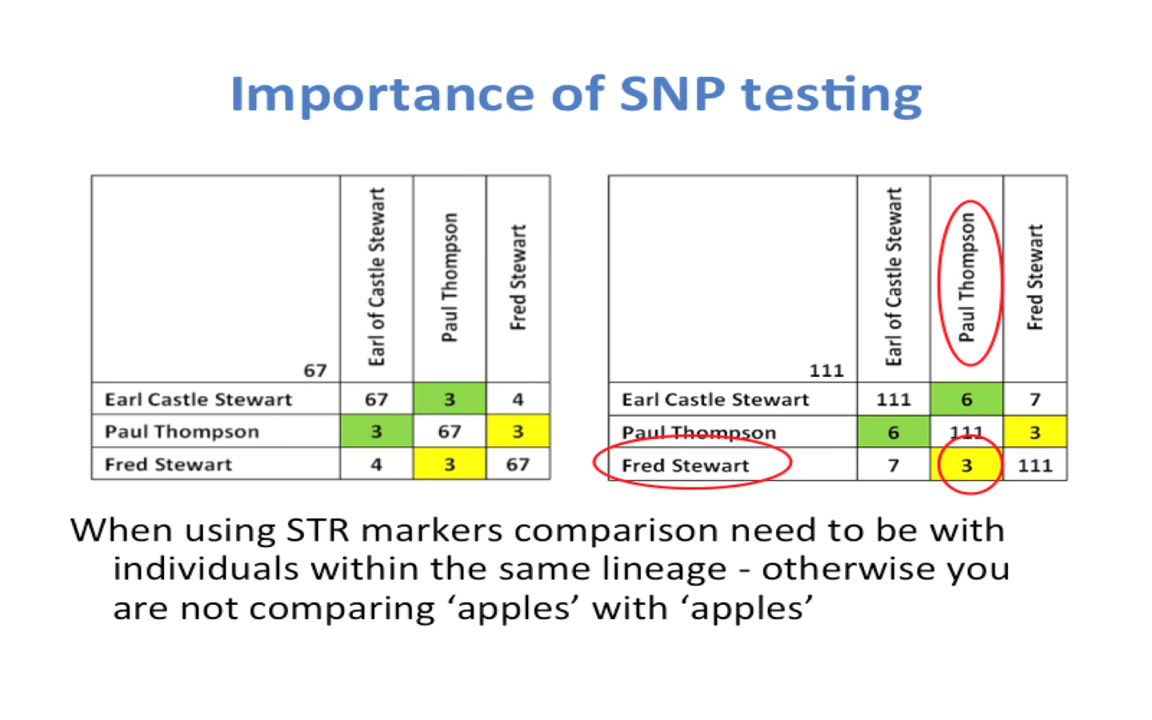 Importance of SNP testing
67 Earl of Castle Stewart Paul Thompson Fred Stewart
Earl Castle Stewart 67 3 4
Paul Thompson 3 67 3
Fred Stewart 4 3 67
111 Earl of Castle Stewart Paul Thompson Fred Stewart
Earl Castle Stewart 111 6 7
Paul Thompson 6 111 3
Fred Stewart 7 3 111
When using STR markers comparison need to be with
individuals within the same lineage - otherwise you
are not comparing ‘apples’ with ‘apples’